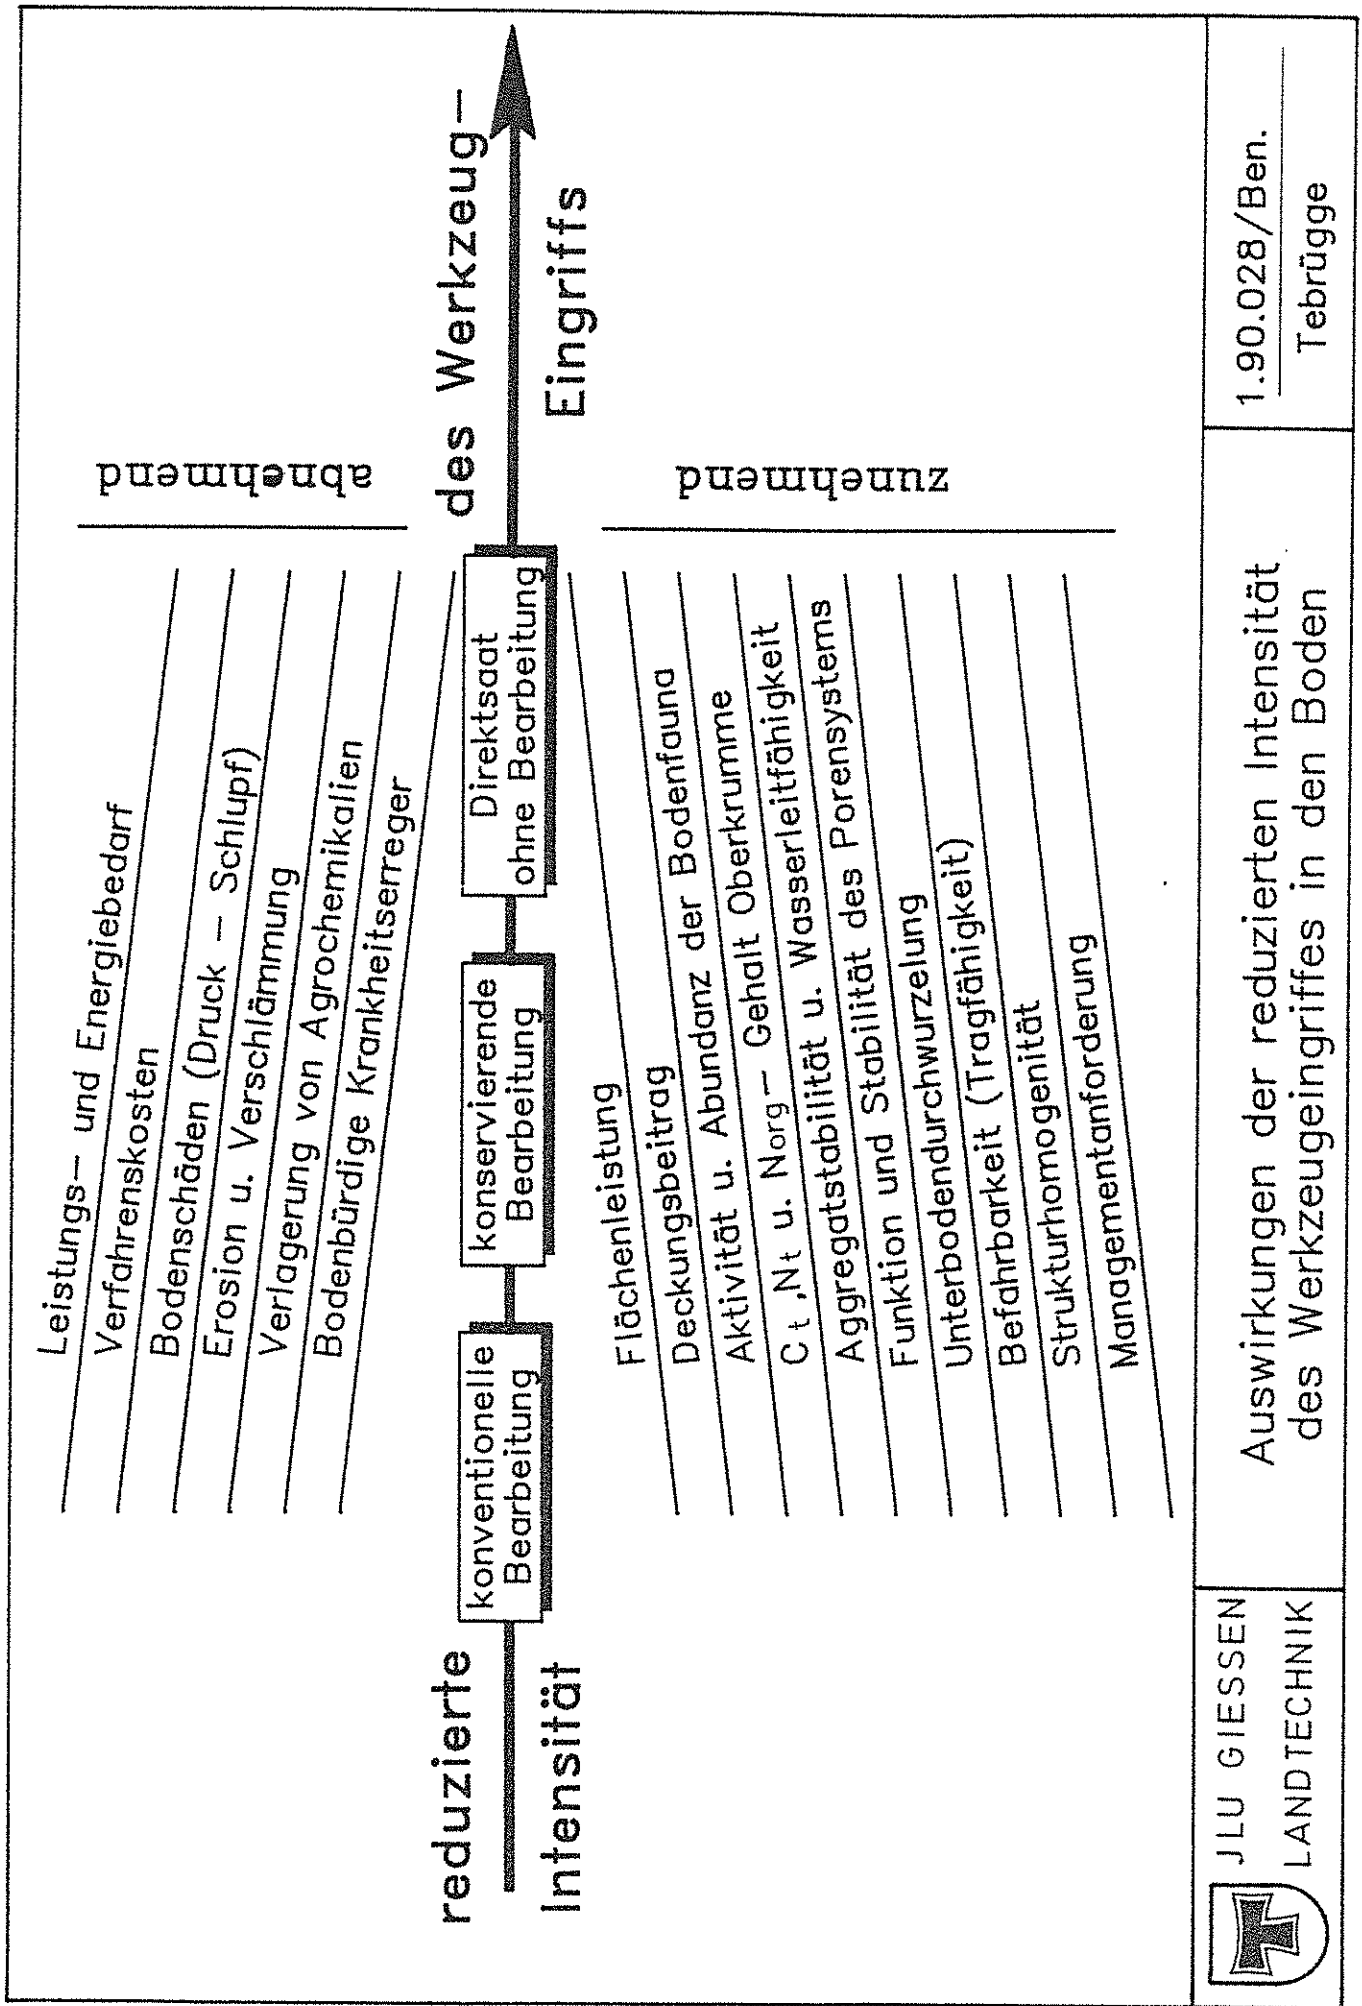 Leistungs- und Energiebedarf
Verfahrenskosten
Bodenschäden (Druck - Schlupf)
Erosion u. Verschlämmung
Verlagerung von Agrochemikalien
Bodenbürdige Krankheitserreger
abnehmend
reduzierte
Intensität
konventionelle
Bearbeitung
konservierende
Bearbeitung
Direktsaat
ohne Bearbeitung
des Werkzeug-
Eingriffs
Flächenleistung
Deckungsbeitrag
Aktivität u. Abundanz der Bodenfauna
Ct ,Nt u. Norg- Gehalt Oberkrumme
Aggregatstabilität u. Wasserleitfähigkeit
Funktion und Stabilität des Porensystems
Unterbodendurchwurzelung
Befahrbarkeit (Tragfähigkeit)
Strukturhomogenität
Managementanforderung
zunehmend
JLU GIESSEN
LANDTECHNIK
Auswirkungen der reduzierten Intensität
des Werkzeugeingriffes in den Boden
1.90.028/Ben.
Tebrügge